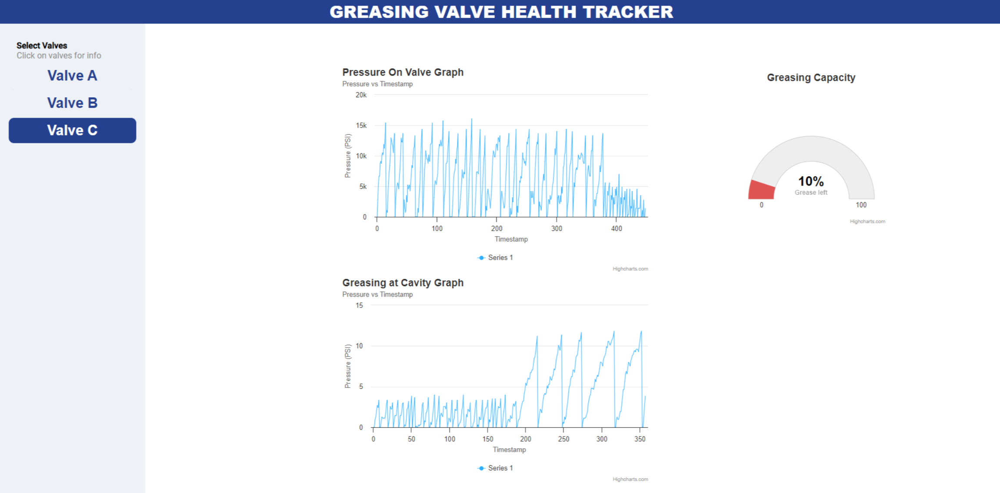 GREASING VALVE HEALTH TRACKER
Select Valves
Click on valves for info
Valve A
Valve B
Valve C
Pressure On Valve Graph
Pressure vs Timestamp
20k
15k
10k
5k
0
Pressure (PSI)
0 100 200 300 400
Timestamp
Series 1
Highcharts.com
Greasing Capacity
10%
Grease left
0 100
Highcharts.com
Greasing at Cavity Graph
Pressure vs Timestamp
15
10
5
0
Pressure (PSI)
0 50 100 150 200 250 300 350
Timestamp
Series 1
Highcharts.com